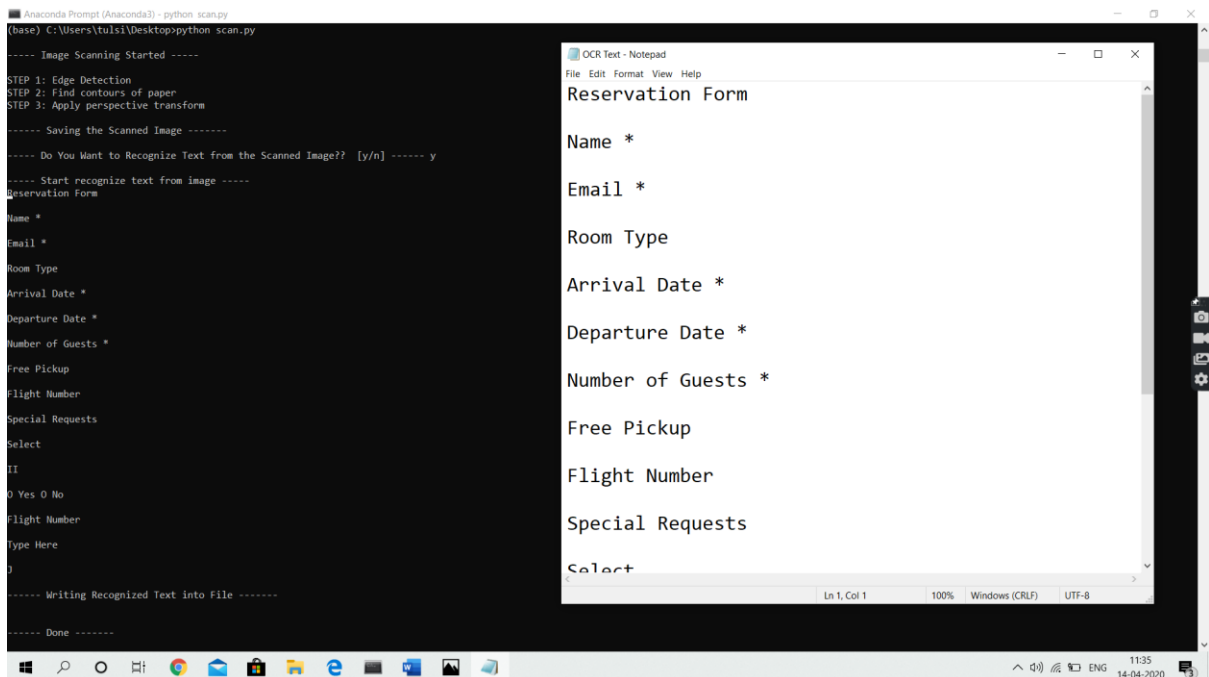 Anaconda Prompt (Anaconda3) - python scan.py
(base) C:\Users\tulsi\Desktop>python scan.py
----- Image Scanning Started -----
STEP 1: Edge Detection
STEP 2: Find contours of paper
STEP 3: Apply perspective transform
------ Saving the Scanned Image -------
----- Do You Want to Recognize Text from the Scanned Image?? [y/n] ------ y
----- Start recognize text from image -----
Reservation Form
Name *
Email *
Room Type
Arrival Date *
Departure Date *
Number of Guests *
Free Pickup
Flight Number
Special Requests
Select
II
O Yes O No
Flight Number
Type Here
J
------ Writing Recognized Text into File -------
------ Done -------
OCR Text - Notepad
File Edit Format View Help
Reservation Form
Name *
Email *
Room Type
Arrival Date *
Departure Date *
Number of Guests *
Free Pickup
Flight Number
Special Requests
Select
Ln 1, Col 1 100% Windows (CRLF) UTF-8
ENG 11:35
14-04-2020
3